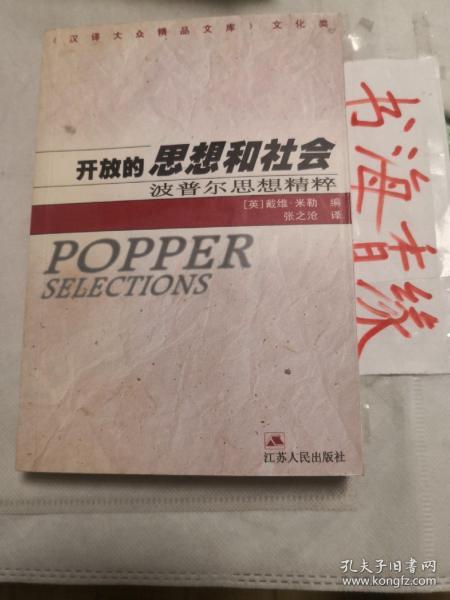 《汉译大众精品文库》文化类
开放的思想和社会
波普尔思想精粹
[英]戴维·米勒 编
张之沧 译
POPPER
SELECTIONS
江苏人民出版社
书海香缘
孔夫子旧书网
www.kongfz.com